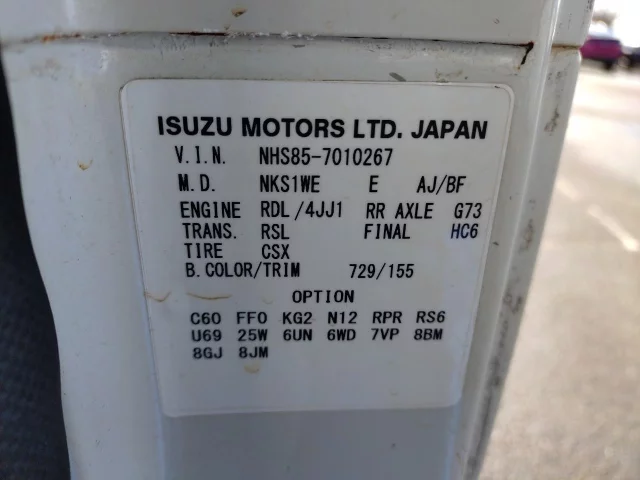 ISUZU MOTORS LTD. JAPAN
V.I.N. NHS85-7010267
M.D. NKS1WE E AJ/BF
ENGINE RDL/4JJ1 RR AXLE G73
TRANS. RSL FINAL HC6
TIRE CSX
B.COLOR/TRIM 729/155
OPTION
C60 FF0 KG2 N12 RPR RS6
U69 25W 6UN 6WD 7VP 8BM
8GJ 8JM